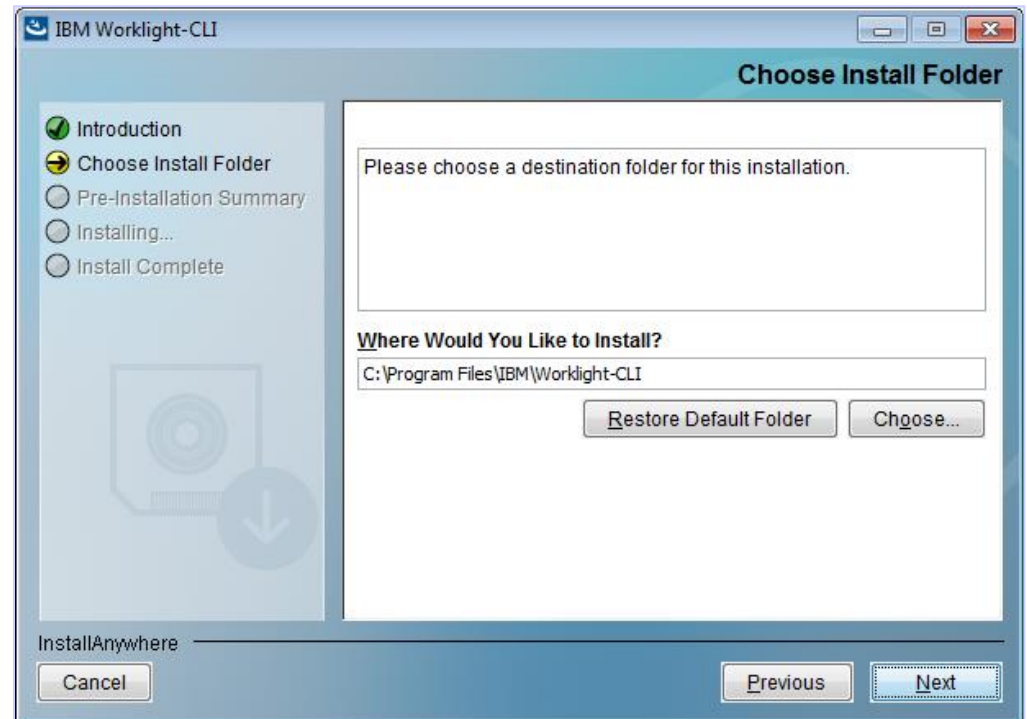 IBM Worklight-CLI
Choose Install Folder
Introduction
Choose Install Folder
Pre-Installation Summary
Installing...
Install Complete
Please choose a destination folder for this installation.
Where Would You Like to Install?
C:\Program Files\IBM\Worklight-CLI
Restore Default Folder
Choose...
InstallAnywhere
Cancel
Previous
Next